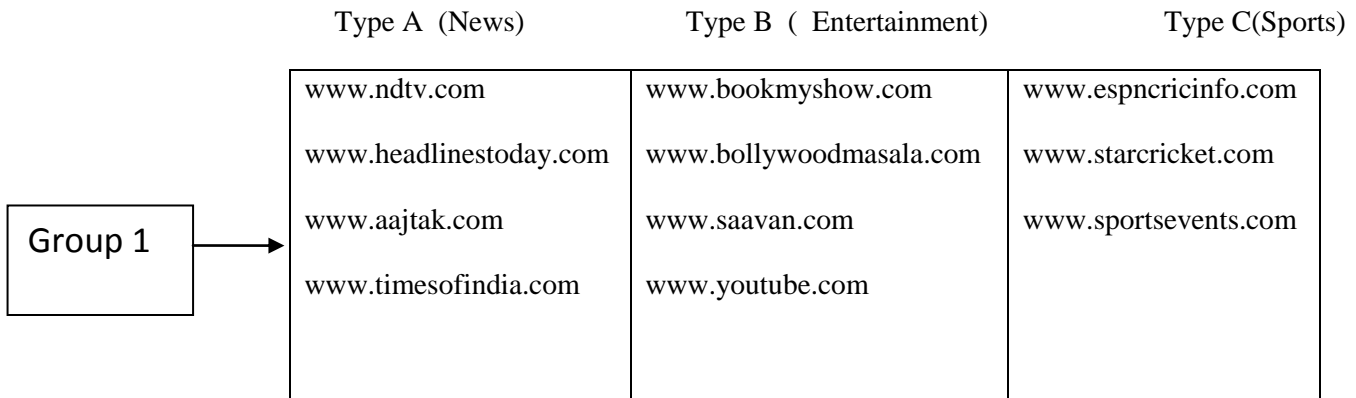 Type A (News) Type B ( Entertainment) Type C(Sports)
www.ndtv.com www.bookmyshow.com www.espncricinfo.com
www.headlinestoday.com www.bollywoodmasala.com www.starcricket.com
www.aajtak.com www.saavan.com www.sportsevents.com
Group 1
www.timesofindia.com www.youtube.com